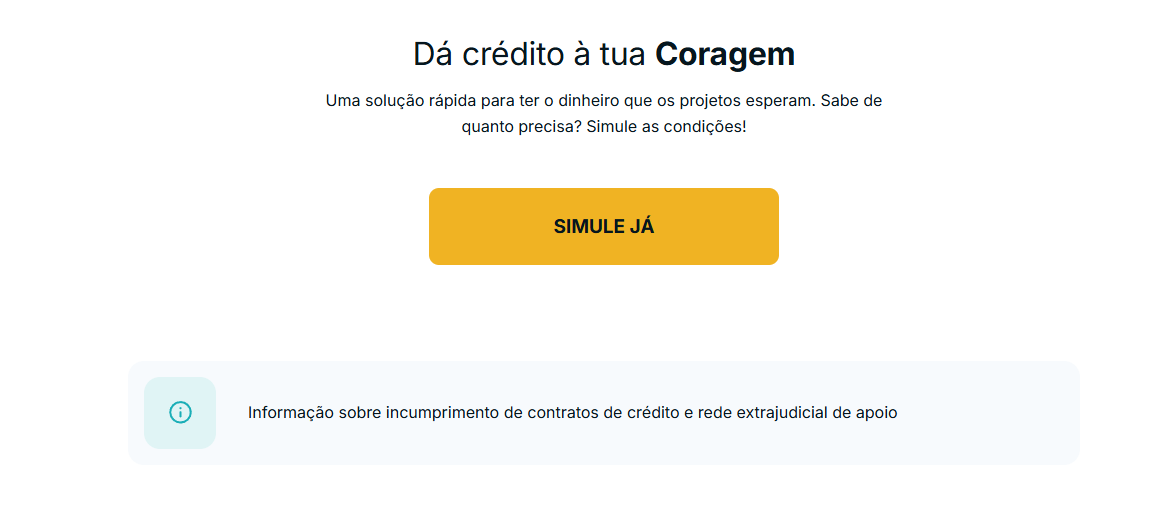 Dá crédito à tua Coragem
Uma solução rápida para ter o dinheiro que os projetos esperam. Sabe de
quanto precisa? Simule as condições!
SIMULE JÁ
Informação sobre incumprimento de contratos de crédito e rede extrajudicial de apoio